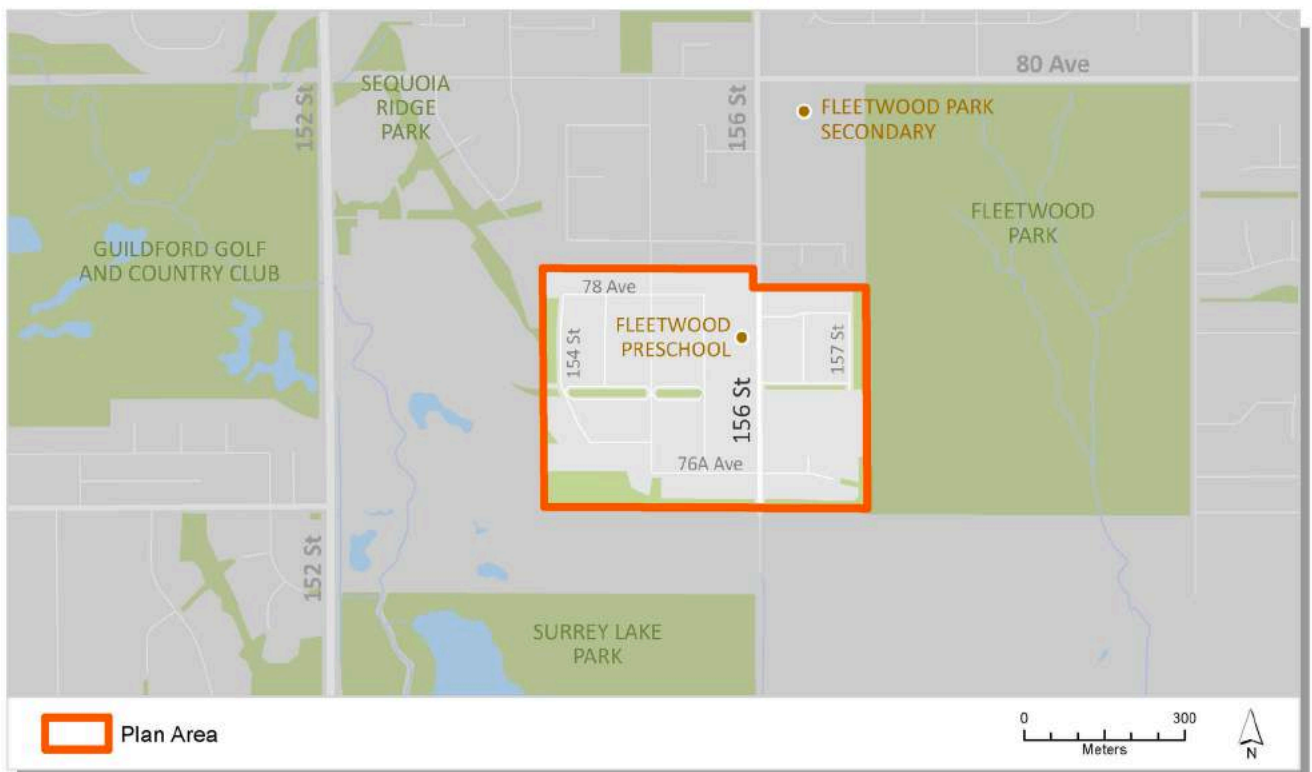 80 Ave
SEQUOIA
RIDGE
PARK
152 St
156 St
FLEETWOOD PARK
SECONDARY
GUILDFORD GOLF
AND COUNTRY CLUB
FLEETWOOD
PARK
78 Ave
154 St
FLEETWOOD
PRESCHOOL
157 St
156 St
76A Ave
152 St
SURREY LAKE
PARK
Plan Area
0 300
Meters
N